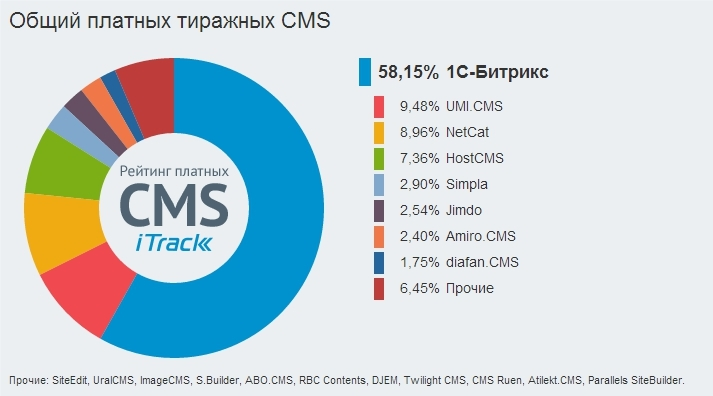 Общий платных тиражных CMS
58,15% 1С-Битрикс
9,48% UMI.CMS
8,96% NetCat
7,36% HostCMS
2,90% Simpla
2,54% Jimdo
2,40% Amiro.CMS
1,75% diafan.CMS
6,45% Прочие
Рейтинг платных
CMS
iTrack
Прочие: SiteEdit, UralCMS, ImageCMS, S.Builder, ABO.CMS, RBC Contents, DJEM, Twilight CMS, CMS Ruen, Atilekt.CMS, Parallels SiteBuilder.